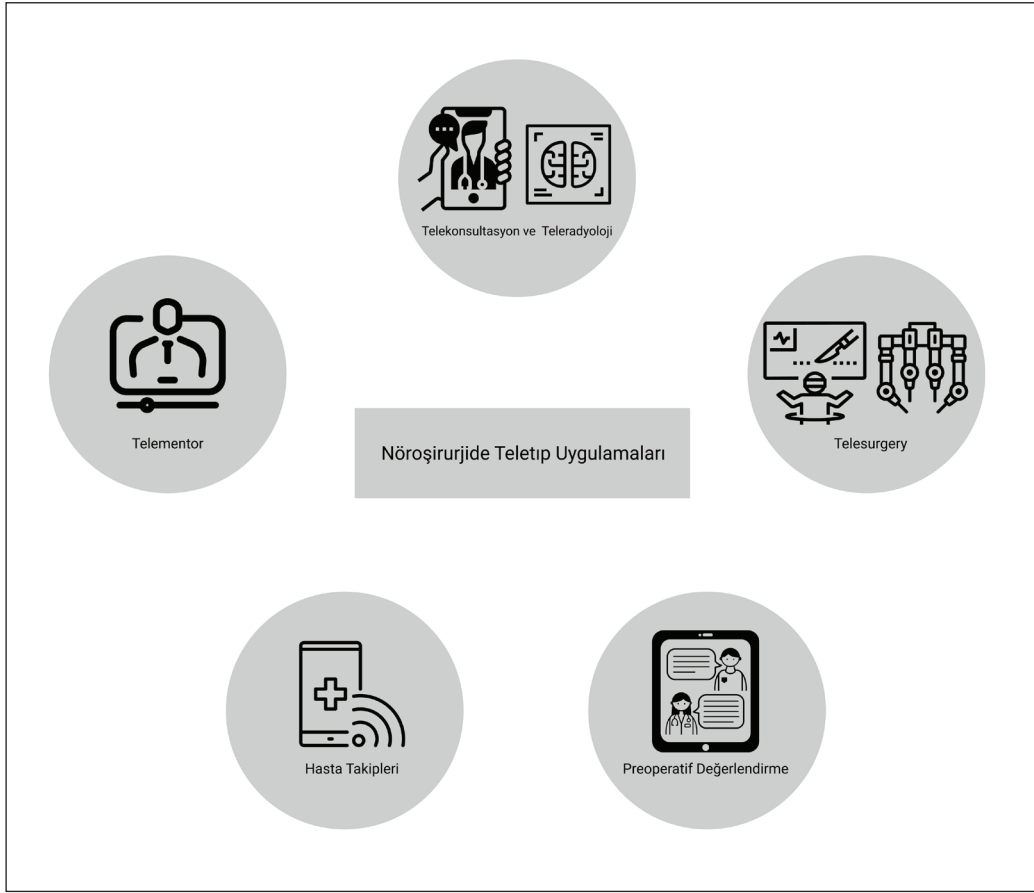 Telekonsultasyon ve Teleradyoloji
Telementor
Telesurgery
Nöroşirurjide Teletıp Uygulamaları
Hasta Takipleri
Preoperatif Değerlendirme